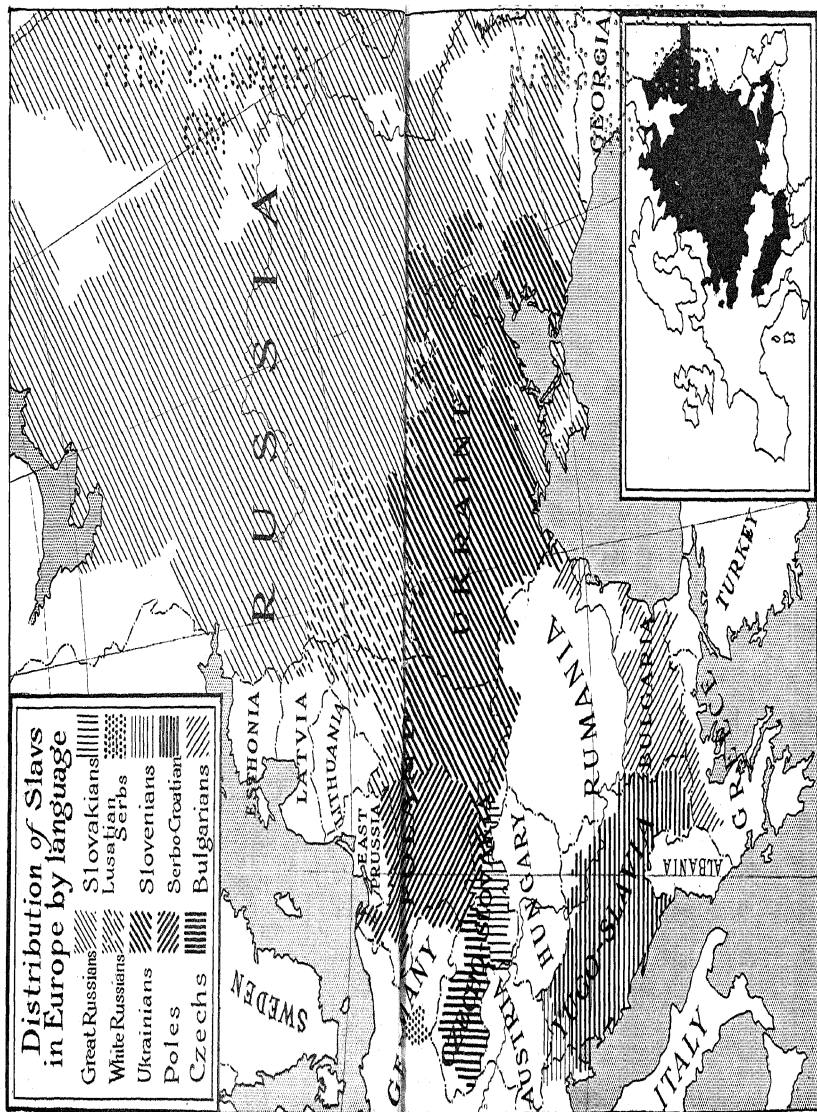 Distribution of Slavs
in Europe by language
Great Russians
White Russians
Ukrainians
Poles
Czechs
Slovakians
Lusatian
Serbs
Slovenians
Serbo Croatian
Bulgarians
RUSSIA
UKRAINE
GEORGIA
SWEDEN
ESTHONIA
LATVIA
LITHUANIA
EAST
PRUSSIA
POLAND
GERMANY
AUSTRIA
HUNGARY
RUMANIA
YUGO-SLAVIA
BULGARIA
ALBANIA
GREECE
TURKEY
ITALY